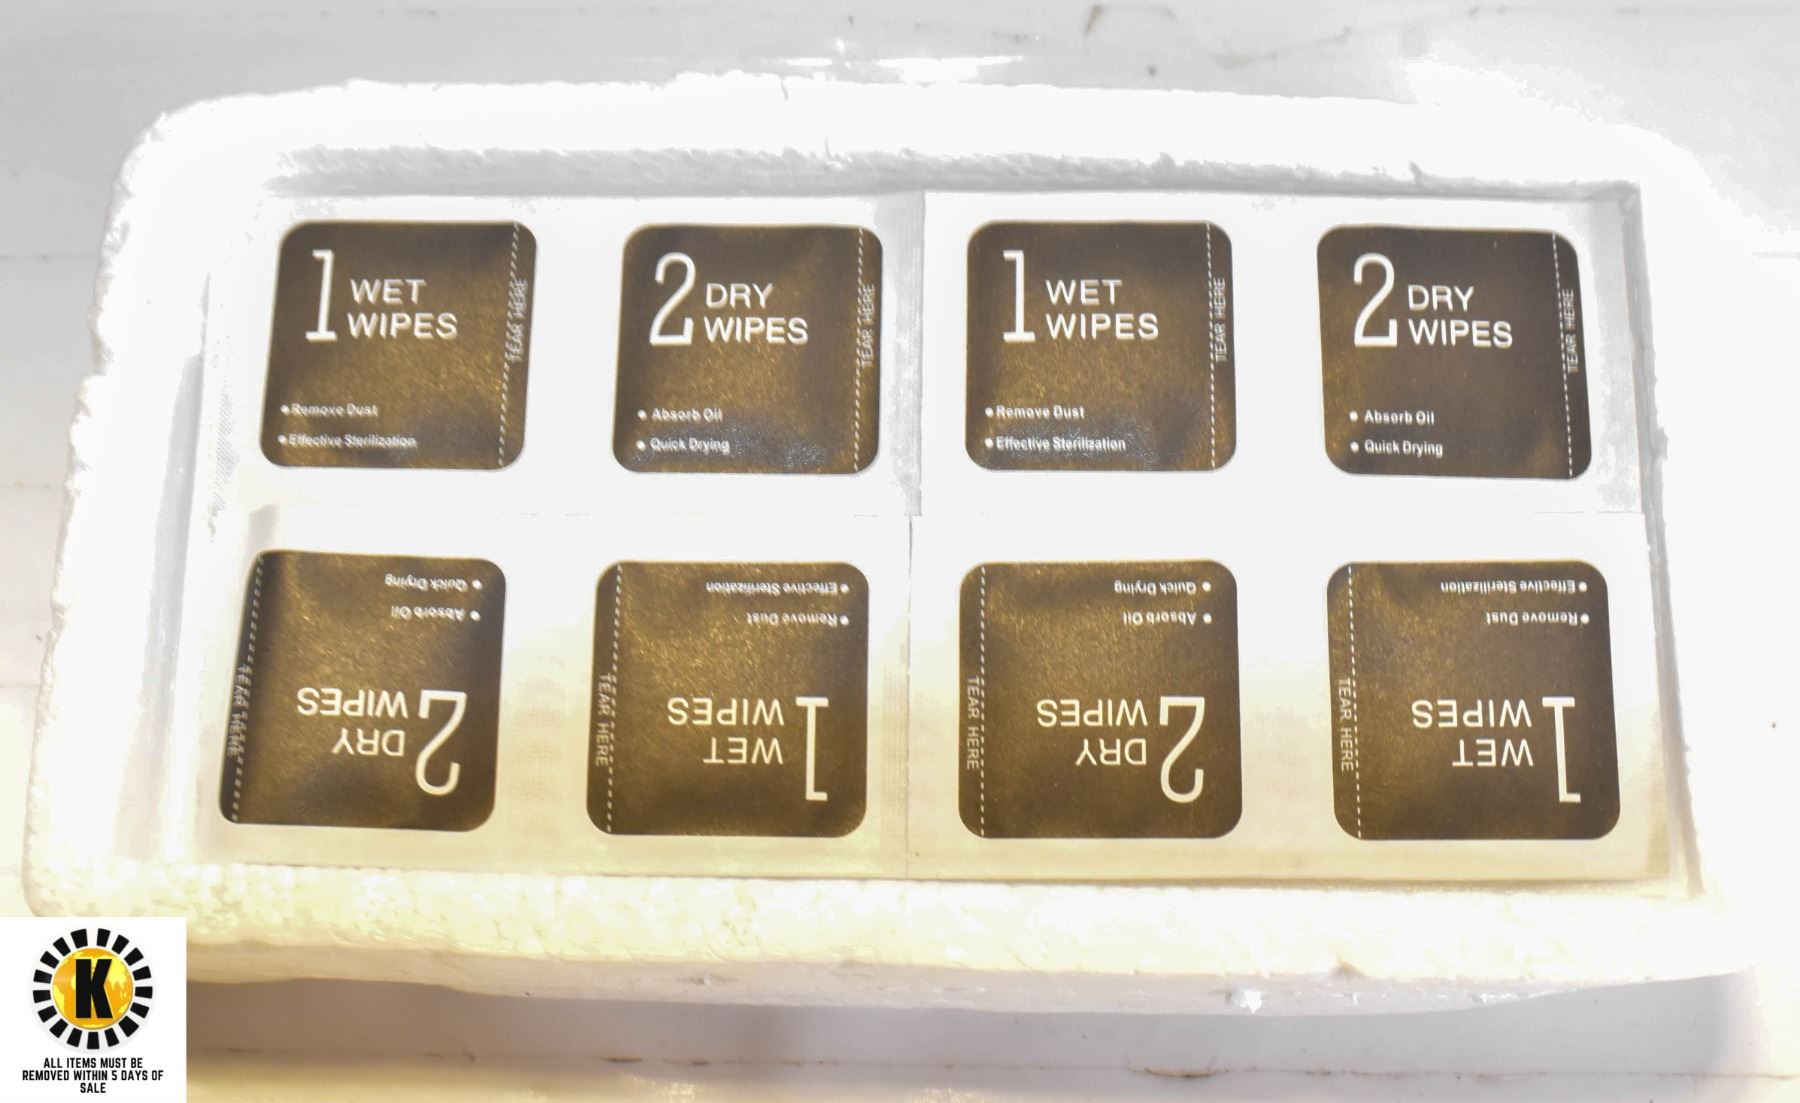 1 WET
WIPES
TEAR HERE
Remove Dust
Effective Sterilization
2 DRY
WIPES
TEAR HERE
Absorb Oil
Quick Drying
1 WET
WIPES
TEAR HERE
Remove Dust
Effective Sterilization
2 DRY
WIPES
TEAR HERE
Absorb Oil
Quick Drying
2 DRY
WIPES
TEAR HERE
Absorb Oil
Quick Drying
1 WET
WIPES
TEAR HERE
Remove Dust
Effective Sterilization
2 DRY
WIPES
TEAR HERE
Absorb Oil
Quick Drying
1 WET
WIPES
TEAR HERE
Remove Dust
Effective Sterilization
K
ALL ITEMS MUST BE
REMOVED WITHIN 5 DAYS OF
SALE